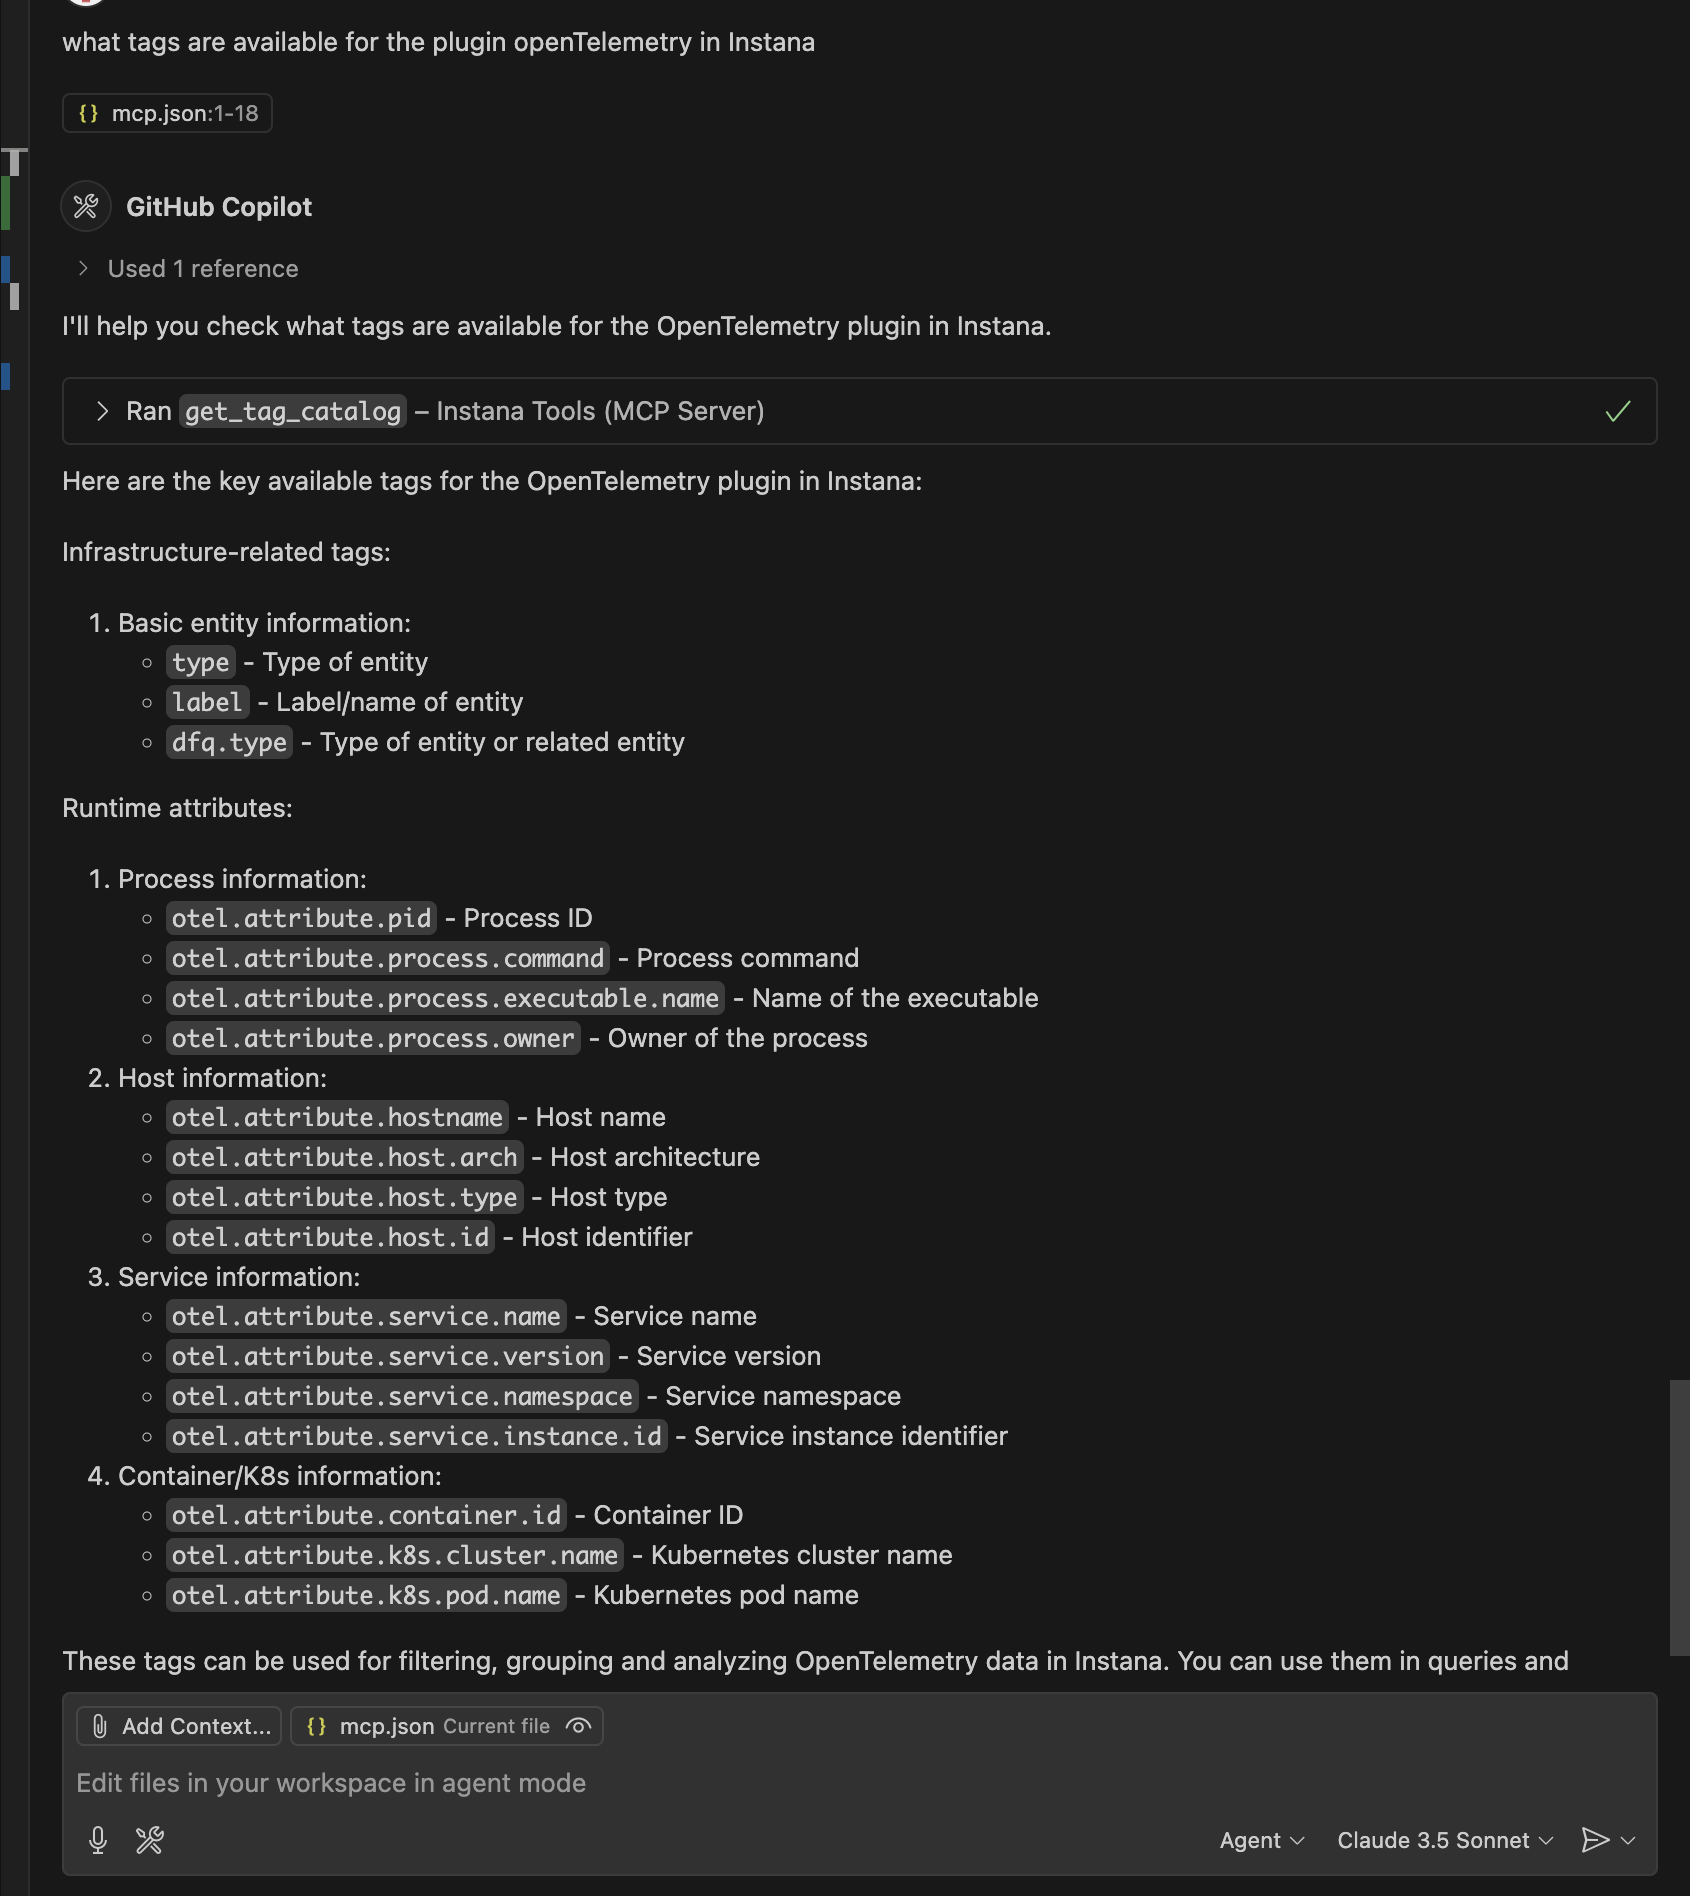 what tags are available for the plugin openTelemetry in Instana
{} mcp.json:1-18
GitHub Copilot
Used 1 reference
I'll help you check what tags are available for the OpenTelemetry plugin in Instana.
Ran get_tag_catalog – Instana Tools (MCP Server)
Here are the key available tags for the OpenTelemetry plugin in Instana:
Infrastructure-related tags:
1. Basic entity information:
type - Type of entity
label - Label/name of entity
dfq.type - Type of entity or related entity
Runtime attributes:
1. Process information:
otel.attribute.pid - Process ID
otel.attribute.process.command - Process command
otel.attribute.process.executable.name - Name of the executable
otel.attribute.process.owner - Owner of the process
2. Host information:
otel.attribute.hostname - Host name
otel.attribute.host.arch - Host architecture
otel.attribute.host.type - Host type
otel.attribute.host.id - Host identifier
3. Service information:
otel.attribute.service.name - Service name
otel.attribute.service.version - Service version
otel.attribute.service.namespace - Service namespace
otel.attribute.service.instance.id - Service instance identifier
4. Container/K8s information:
otel.attribute.container.id - Container ID
otel.attribute.k8s.cluster.name - Kubernetes cluster name
otel.attribute.k8s.pod.name - Kubernetes pod name
These tags can be used for filtering, grouping and analyzing OpenTelemetry data in Instana. You can use them in queries and
Add Context... {} mcp.json Current file
Edit files in your workspace in agent mode
Agent Claude 3.5 Sonnet